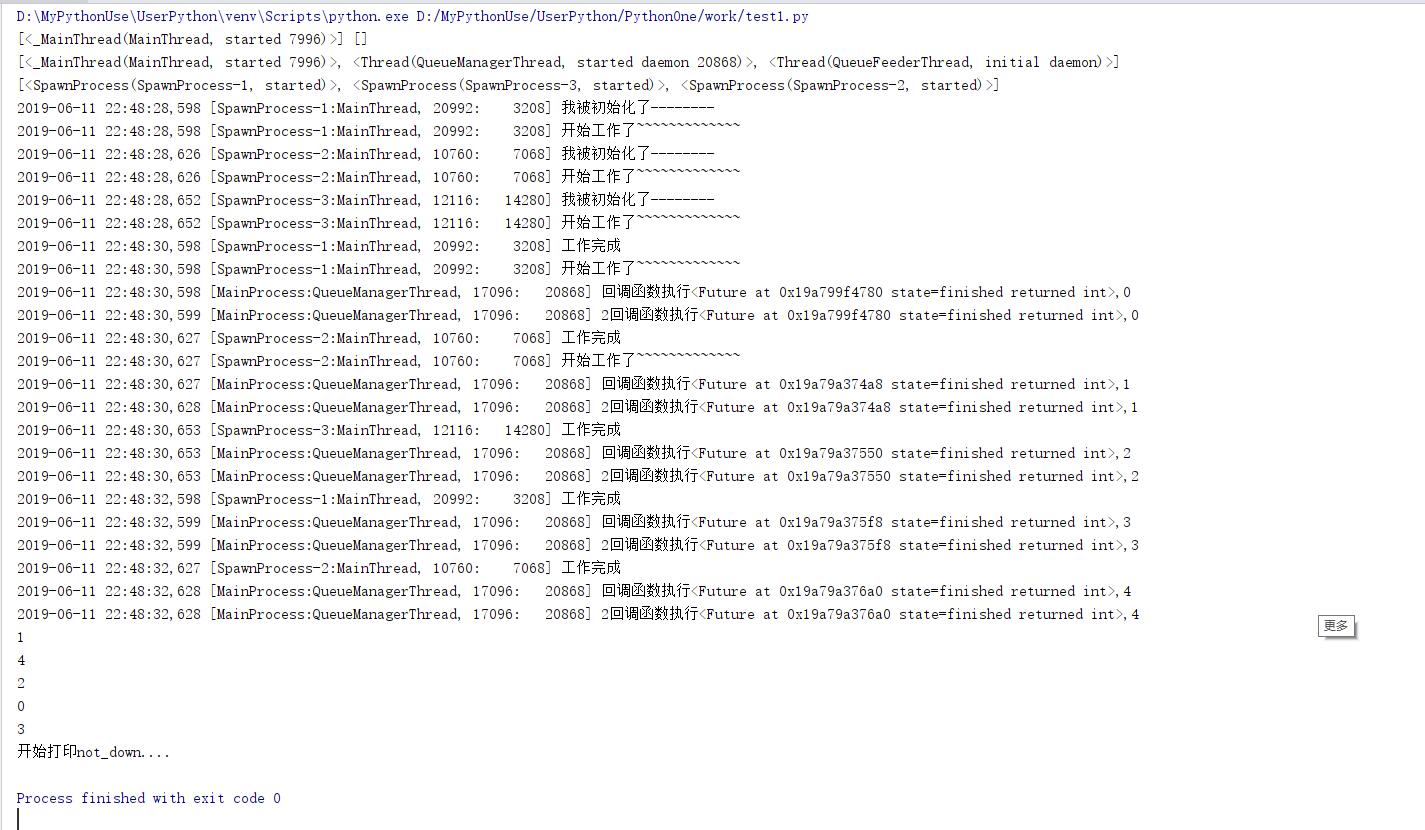 D:\MyPythonUse\UserPython\venv\Scripts\python.exe D:/MyPythonUse/UserPython/PythonOne/work/test1.py
[<_MainThread(MainThread, started 7996)>] []
[<_MainThread(MainThread, started 7996)>, <Thread(QueueManagerThread, started daemon 20868)>, <Thread(QueueFeederThread, initial daemon)>]
[<SpawnProcess(SpawnProcess-1, started)>, <SpawnProcess(SpawnProcess-3, started)>, <SpawnProcess(SpawnProcess-2, started)>]
2019-06-11 22:48:28,598 [SpawnProcess-1:MainThread, 20992:    3208] 我被初始化了--------
2019-06-11 22:48:28,598 [SpawnProcess-1:MainThread, 20992:    3208] 开始工作了~~~~~~~~~~~~~
2019-06-11 22:48:28,626 [SpawnProcess-2:MainThread, 10760:    7068] 我被初始化了--------
2019-06-11 22:48:28,626 [SpawnProcess-2:MainThread, 10760:    7068] 开始工作了~~~~~~~~~~~~~
2019-06-11 22:48:28,652 [SpawnProcess-3:MainThread, 12116:   14280] 我被初始化了--------
2019-06-11 22:48:28,652 [SpawnProcess-3:MainThread, 12116:   14280] 开始工作了~~~~~~~~~~~~~
2019-06-11 22:48:30,598 [SpawnProcess-1:MainThread, 20992:    3208] 工作完成
2019-06-11 22:48:30,598 [SpawnProcess-1:MainThread, 20992:    3208] 开始工作了~~~~~~~~~~~~~
2019-06-11 22:48:30,598 [MainProcess:QueueManagerThread, 17096:   20868] 回调函数执行<Future at 0x19a799f4780 state=finished returned int>,0
2019-06-11 22:48:30,599 [MainProcess:QueueManagerThread, 17096:   20868] 2回调函数执行<Future at 0x19a799f4780 state=finished returned int>,0
2019-06-11 22:48:30,627 [SpawnProcess-2:MainThread, 10760:    7068] 工作完成
2019-06-11 22:48:30,627 [SpawnProcess-2:MainThread, 10760:    7068] 开始工作了~~~~~~~~~~~~~
2019-06-11 22:48:30,627 [MainProcess:QueueManagerThread, 17096:   20868] 回调函数执行<Future at 0x19a79a374a8 state=finished returned int>,1
2019-06-11 22:48:30,628 [MainProcess:QueueManagerThread, 17096:   20868] 2回调函数执行<Future at 0x19a79a374a8 state=finished returned int>,1
2019-06-11 22:48:30,653 [SpawnProcess-3:MainThread, 12116:   14280] 工作完成
2019-06-11 22:48:30,653 [MainProcess:QueueManagerThread, 17096:   20868] 回调函数执行<Future at 0x19a79a37550 state=finished returned int>,2
2019-06-11 22:48:30,653 [MainProcess:QueueManagerThread, 17096:   20868] 2回调函数执行<Future at 0x19a79a37550 state=finished returned int>,2
2019-06-11 22:48:32,598 [SpawnProcess-1:MainThread, 20992:    3208] 工作完成
2019-06-11 22:48:32,599 [MainProcess:QueueManagerThread, 17096:   20868] 回调函数执行<Future at 0x19a79a375f8 state=finished returned int>,3
2019-06-11 22:48:32,599 [MainProcess:QueueManagerThread, 17096:   20868] 2回调函数执行<Future at 0x19a79a375f8 state=finished returned int>,3
2019-06-11 22:48:32,627 [SpawnProcess-2:MainThread, 10760:    7068] 工作完成
2019-06-11 22:48:32,628 [MainProcess:QueueManagerThread, 17096:   20868] 回调函数执行<Future at 0x19a79a376a0 state=finished returned int>,4
2019-06-11 22:48:32,628 [MainProcess:QueueManagerThread, 17096:   20868] 2回调函数执行<Future at 0x19a79a376a0 state=finished returned int>,4
更多
1
4
2
0
3
开始打印not_down....
Process finished with exit code 0